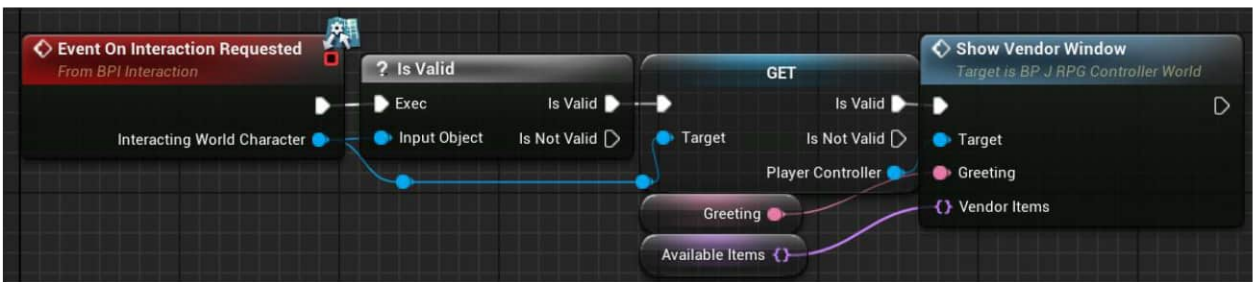 Event On Interaction Requested
From BPI Interaction
Interacting World Character
? Is Valid
Exec
Is Valid
Input Object
Is Not Valid
GET
Is Valid
Target
Is Not Valid
Player Controller
Greeting
Available Items
Show Vendor Window
Target is BP J RPG Controller World
Target
Greeting
Vendor Items